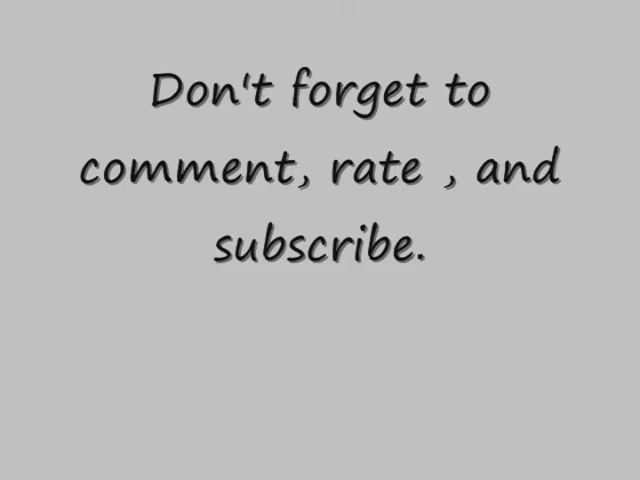 Don't forget to
comment, rate , and
subscribe.